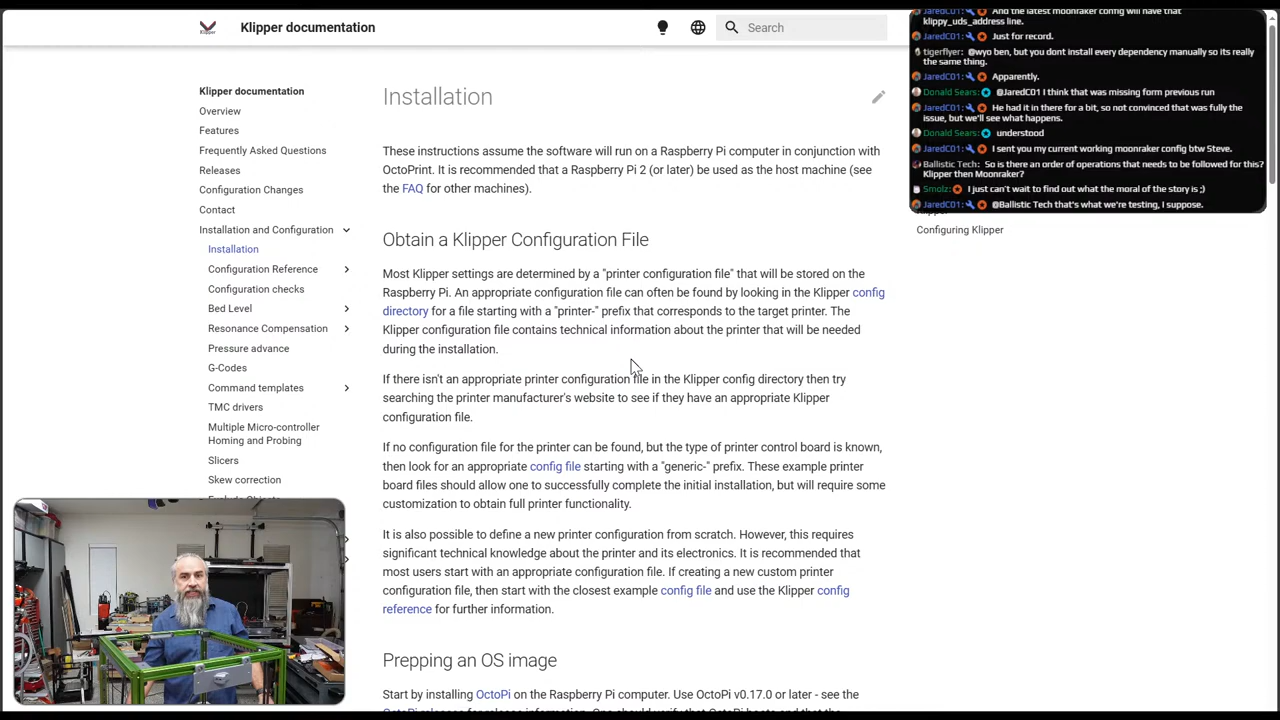 Klipper
Klipper documentation
Search
Klipper documentation
Overview
Features
Frequently Asked Questions
Releases
Configuration Changes
Contact
Installation and Configuration
Installation
Configuration Reference
Configuration checks
Bed Level
Resonance Compensation
Pressure advance
G-Codes
Command templates
TMC drivers
Multiple Micro-controller
Homing and Probing
Slicers
Skew correction
Exclude Objects
Installation
These instructions assume the software will run on a Raspberry Pi computer in conjunction with
OctoPrint. It is recommended that a Raspberry Pi 2 (or later) be used as the host machine (see
the FAQ for other machines).
Obtain a Klipper Configuration File
Most Klipper settings are determined by a "printer configuration file" that will be stored on the
Raspberry Pi. An appropriate configuration file can often be found by looking in the Klipper config
directory for a file starting with a "printer-" prefix that corresponds to the target printer. The
Klipper configuration file contains technical information about the printer that will be needed
during the installation.
If there isn't an appropriate printer configuration file in the Klipper config directory then try
searching the printer manufacturer's website to see if they have an appropriate Klipper
configuration file.
If no configuration file for the printer can be found, but the type of printer control board is known,
then look for an appropriate config file starting with a "generic-" prefix. These example printer
board files should allow one to successfully complete the initial installation, but will require some
customization to obtain full printer functionality.
It is also possible to define a new printer configuration from scratch. However, this requires
significant technical knowledge about the printer and its electronics. It is recommended that
most users start with an appropriate configuration file. If creating a new custom printer
configuration file, then start with the closest example config file and use the Klipper config
reference for further information.
Prepping an OS image
Start by installing OctoPi on the Raspberry Pi computer. Use OctoPi v0.17.0 or later - see the
JaredC01: And the latest moonraker config will have that
klippy_uds_address line.
JaredC01: Just for record.
tigerflyer: @wyo ben, but you dont install every dependency manually so its really
the same thing.
JaredC01: Apparently.
Donald Sears: @JaredC01 I think that was missing form previous run
JaredC01: He had it in there for a bit, so not convinced that was fully the
issue, but we'll see what happens.
Donald Sears: understood
JaredC01: I sent you my current working moonraker config btw Steve.
Ballistic Tech: So is there an order of operations that needs to be followed for this?
Klipper then Moonraker?
Smolz: I just can't wait to find out what the moral of the story is ;)
JaredC01: @Ballistic Tech that's what we're testing, I suppose.
Klipper
Configuring Klipper